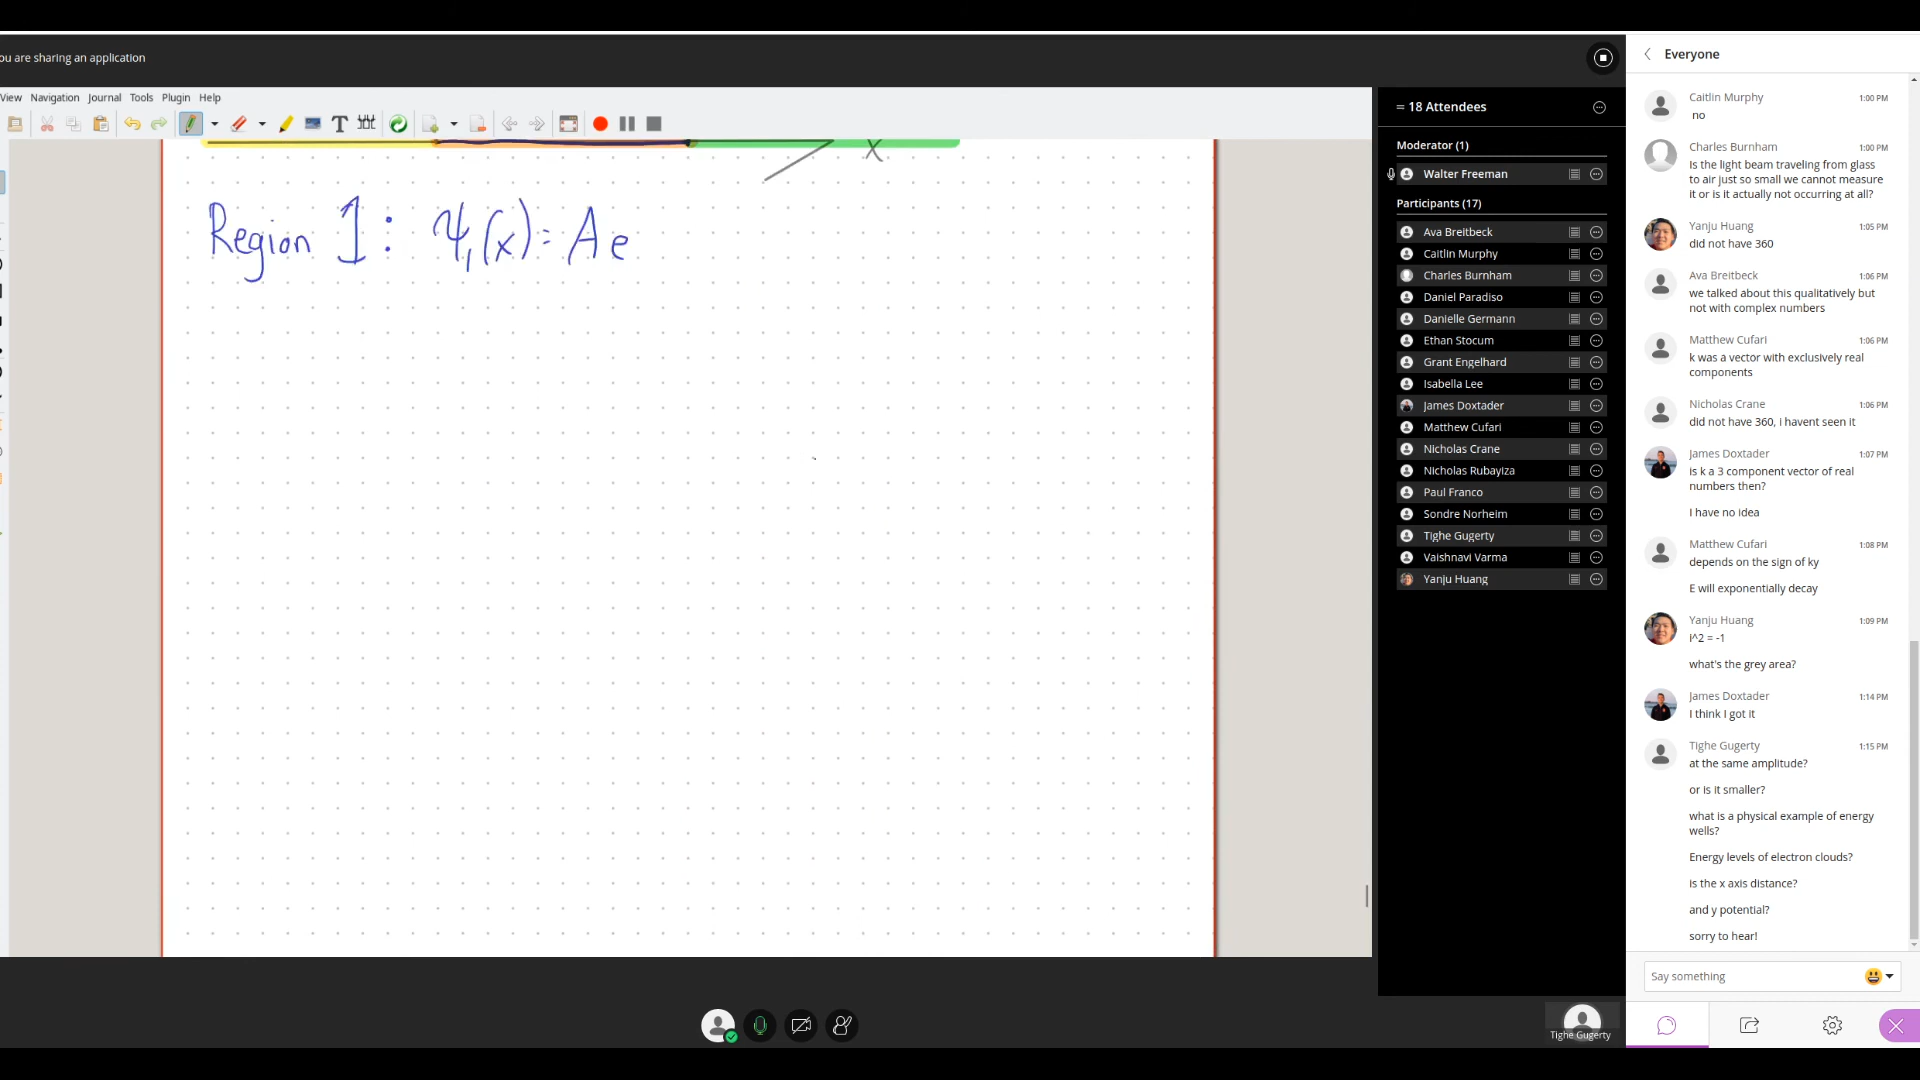 ou are sharing an application
View Navigation Journal Tools Plugin Help
X
Region I: ψ₁(x)= A e
= 18 Attendees
Moderator (1)
Walter Freeman
Participants (17)
Ava Breitbeck
Caitlin Murphy
Charles Burnham
Daniel Paradiso
Danielle Germann
Ethan Stocum
Grant Engelhard
Isabella Lee
James Doxtader
Matthew Cufari
Nicholas Crane
Nicholas Rubayiza
Paul Franco
Sondre Norheim
Tighe Gugerty
Vaishnavi Varma
Yanju Huang
Tighe Gugerty
Everyone
Caitlin Murphy 1:00 PM
no
Charles Burnham 1:00 PM
Is the light beam traveling from glass
to air just so small we cannot measure
it or is it actually not occurring at all?
Yanju Huang 1:05 PM
did not have 360
Ava Breitbeck 1:06 PM
we talked about this qualitatively but
not with complex numbers
Matthew Cufari 1:06 PM
k was a vector with exclusively real
components
Nicholas Crane 1:06 PM
did not have 360, i havent seen it
James Doxtader 1:07 PM
is k a 3 component vector of real
numbers then?
I have no idea
Matthew Cufari 1:08 PM
depends on the sign of ky
E will exponentially decay
Yanju Huang 1:09 PM
i^2 = -1
what's the grey area?
James Doxtader 1:14 PM
I think I got it
Tighe Gugerty 1:15 PM
at the same amplitude?
or is it smaller?
what is a physical example of energy
wells?
Energy levels of electron clouds?
is the x axis distance?
and y potential?
sorry to hear!
Say something